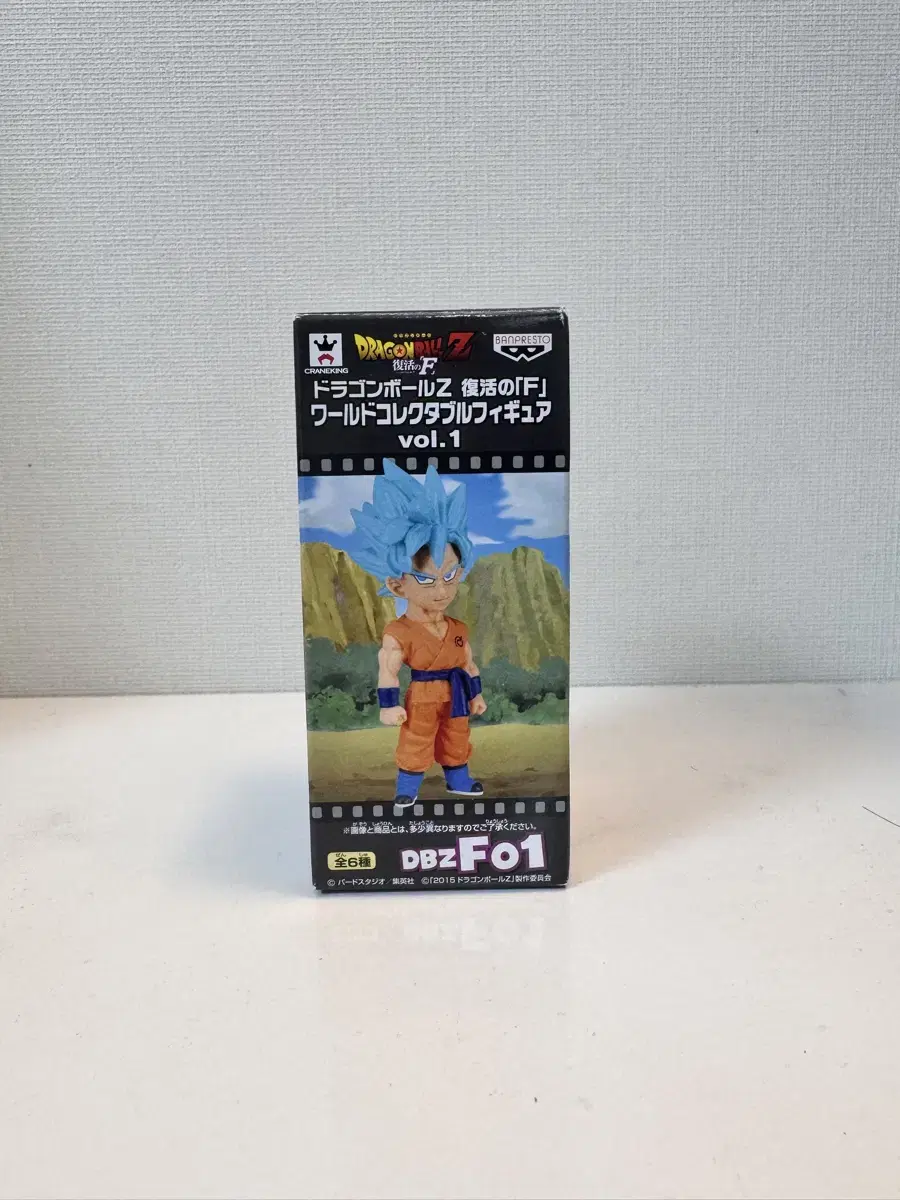 CRANEKING
DRAGONBALL Z
復活の「F」
BANPRESTO
ドラゴンボールZ 復活の「F」
ワールドコレクタブルフィギュア
vol.1
※画像と商品とは、多少異なりますのでご了承ください。
全6種
DBZF01
©バードスタジオ/集英社 ©「2015 ドラゴンボールZ」製作委員会